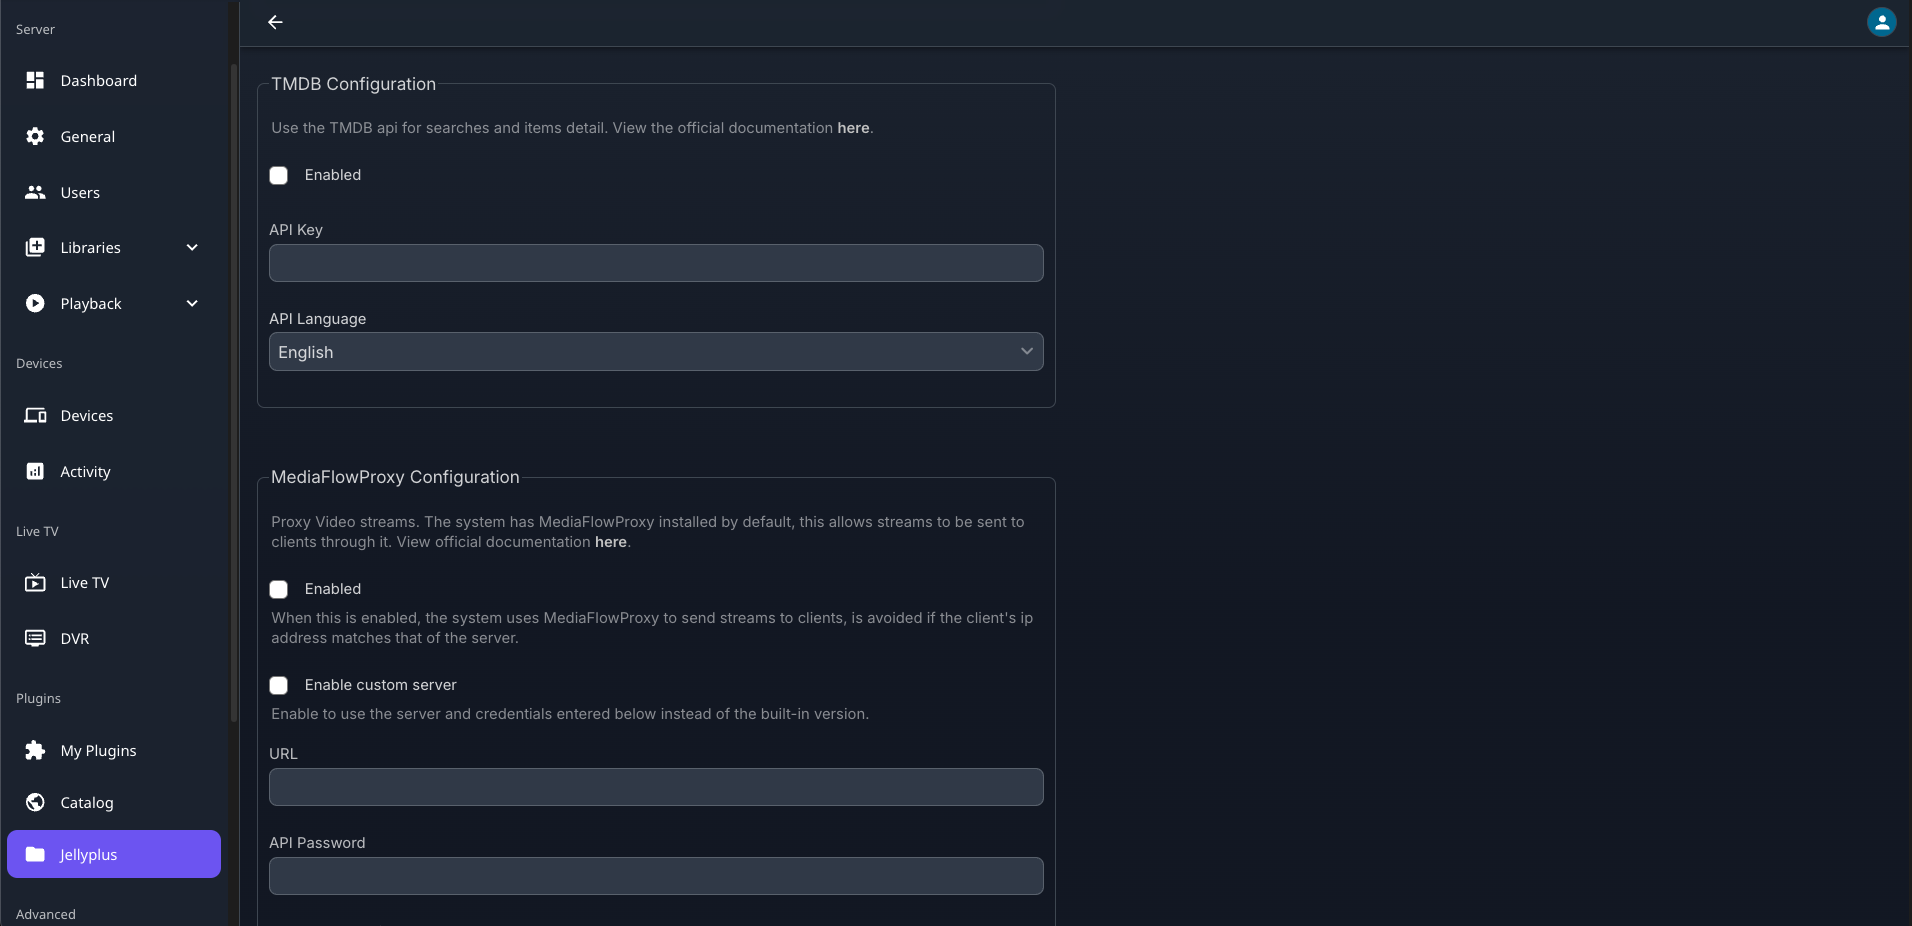 Server
Dashboard
General
Users
Libraries
Playback
Devices
Devices
Activity
Live TV
Live TV
DVR
Plugins
My Plugins
Catalog
Jellyplus
Advanced
TMDB Configuration
Use the TMDB api for searches and items detail. View the official documentation here.
Enabled
API Key
API Language
English
MediaFlowProxy Configuration
Proxy Video streams. The system has MediaFlowProxy installed by default, this allows streams to be sent to
clients through it. View official documentation here.
Enabled
When this is enabled, the system uses MediaFlowProxy to send streams to clients, is avoided if the client's ip
address matches that of the server.
Enable custom server
Enable to use the server and credentials entered below instead of the built-in version.
URL
API Password